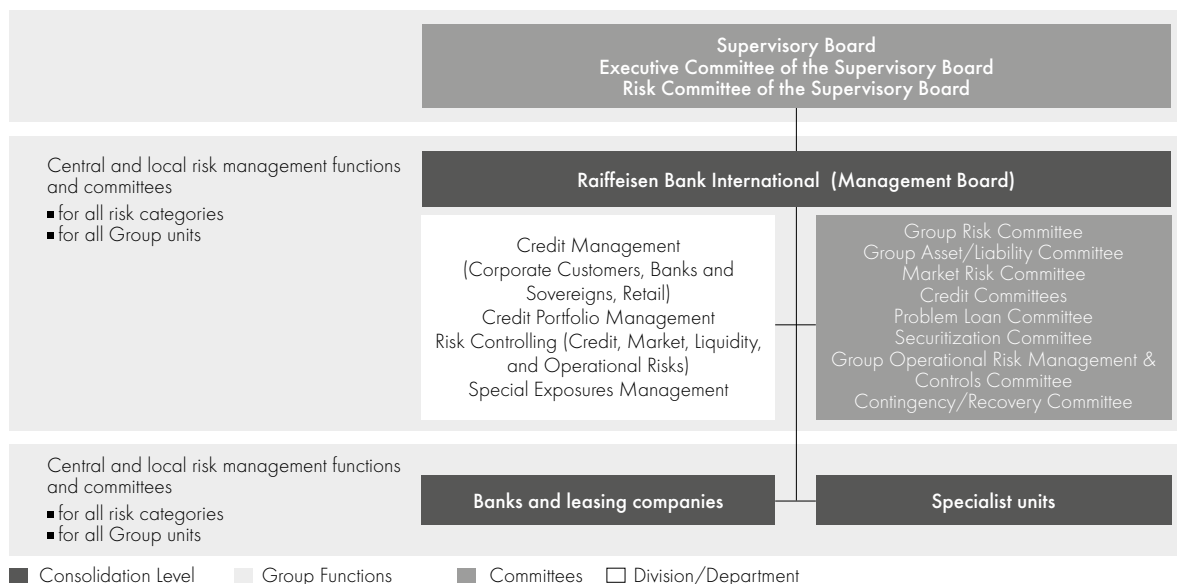 Supervisory Board
Executive Committee of the Supervisory Board
Risk Committee of the Supervisory Board
Central and local risk management functions
and committees
▪ for all risk categories
▪ for all Group units
Raiffeisen Bank International (Management Board)
Credit Management
(Corporate Customers, Banks and
Sovereigns, Retail)
Credit Portfolio Management
Risk Controlling (Credit, Market, Liquidity,
and Operational Risks)
Special Exposures Management
Group Risk Committee
Group Asset/Liability Committee
Market Risk Committee
Credit Committees
Problem Loan Committee
Securitization Committee
Group Operational Risk Management &
Controls Committee
Contingency/Recovery Committee
Central and local risk management functions
and committees
▪ for all risk categories
▪ for all Group units
Banks and leasing companies
Specialist units
Consolidation Level
Group Functions
Committees
Division/Department